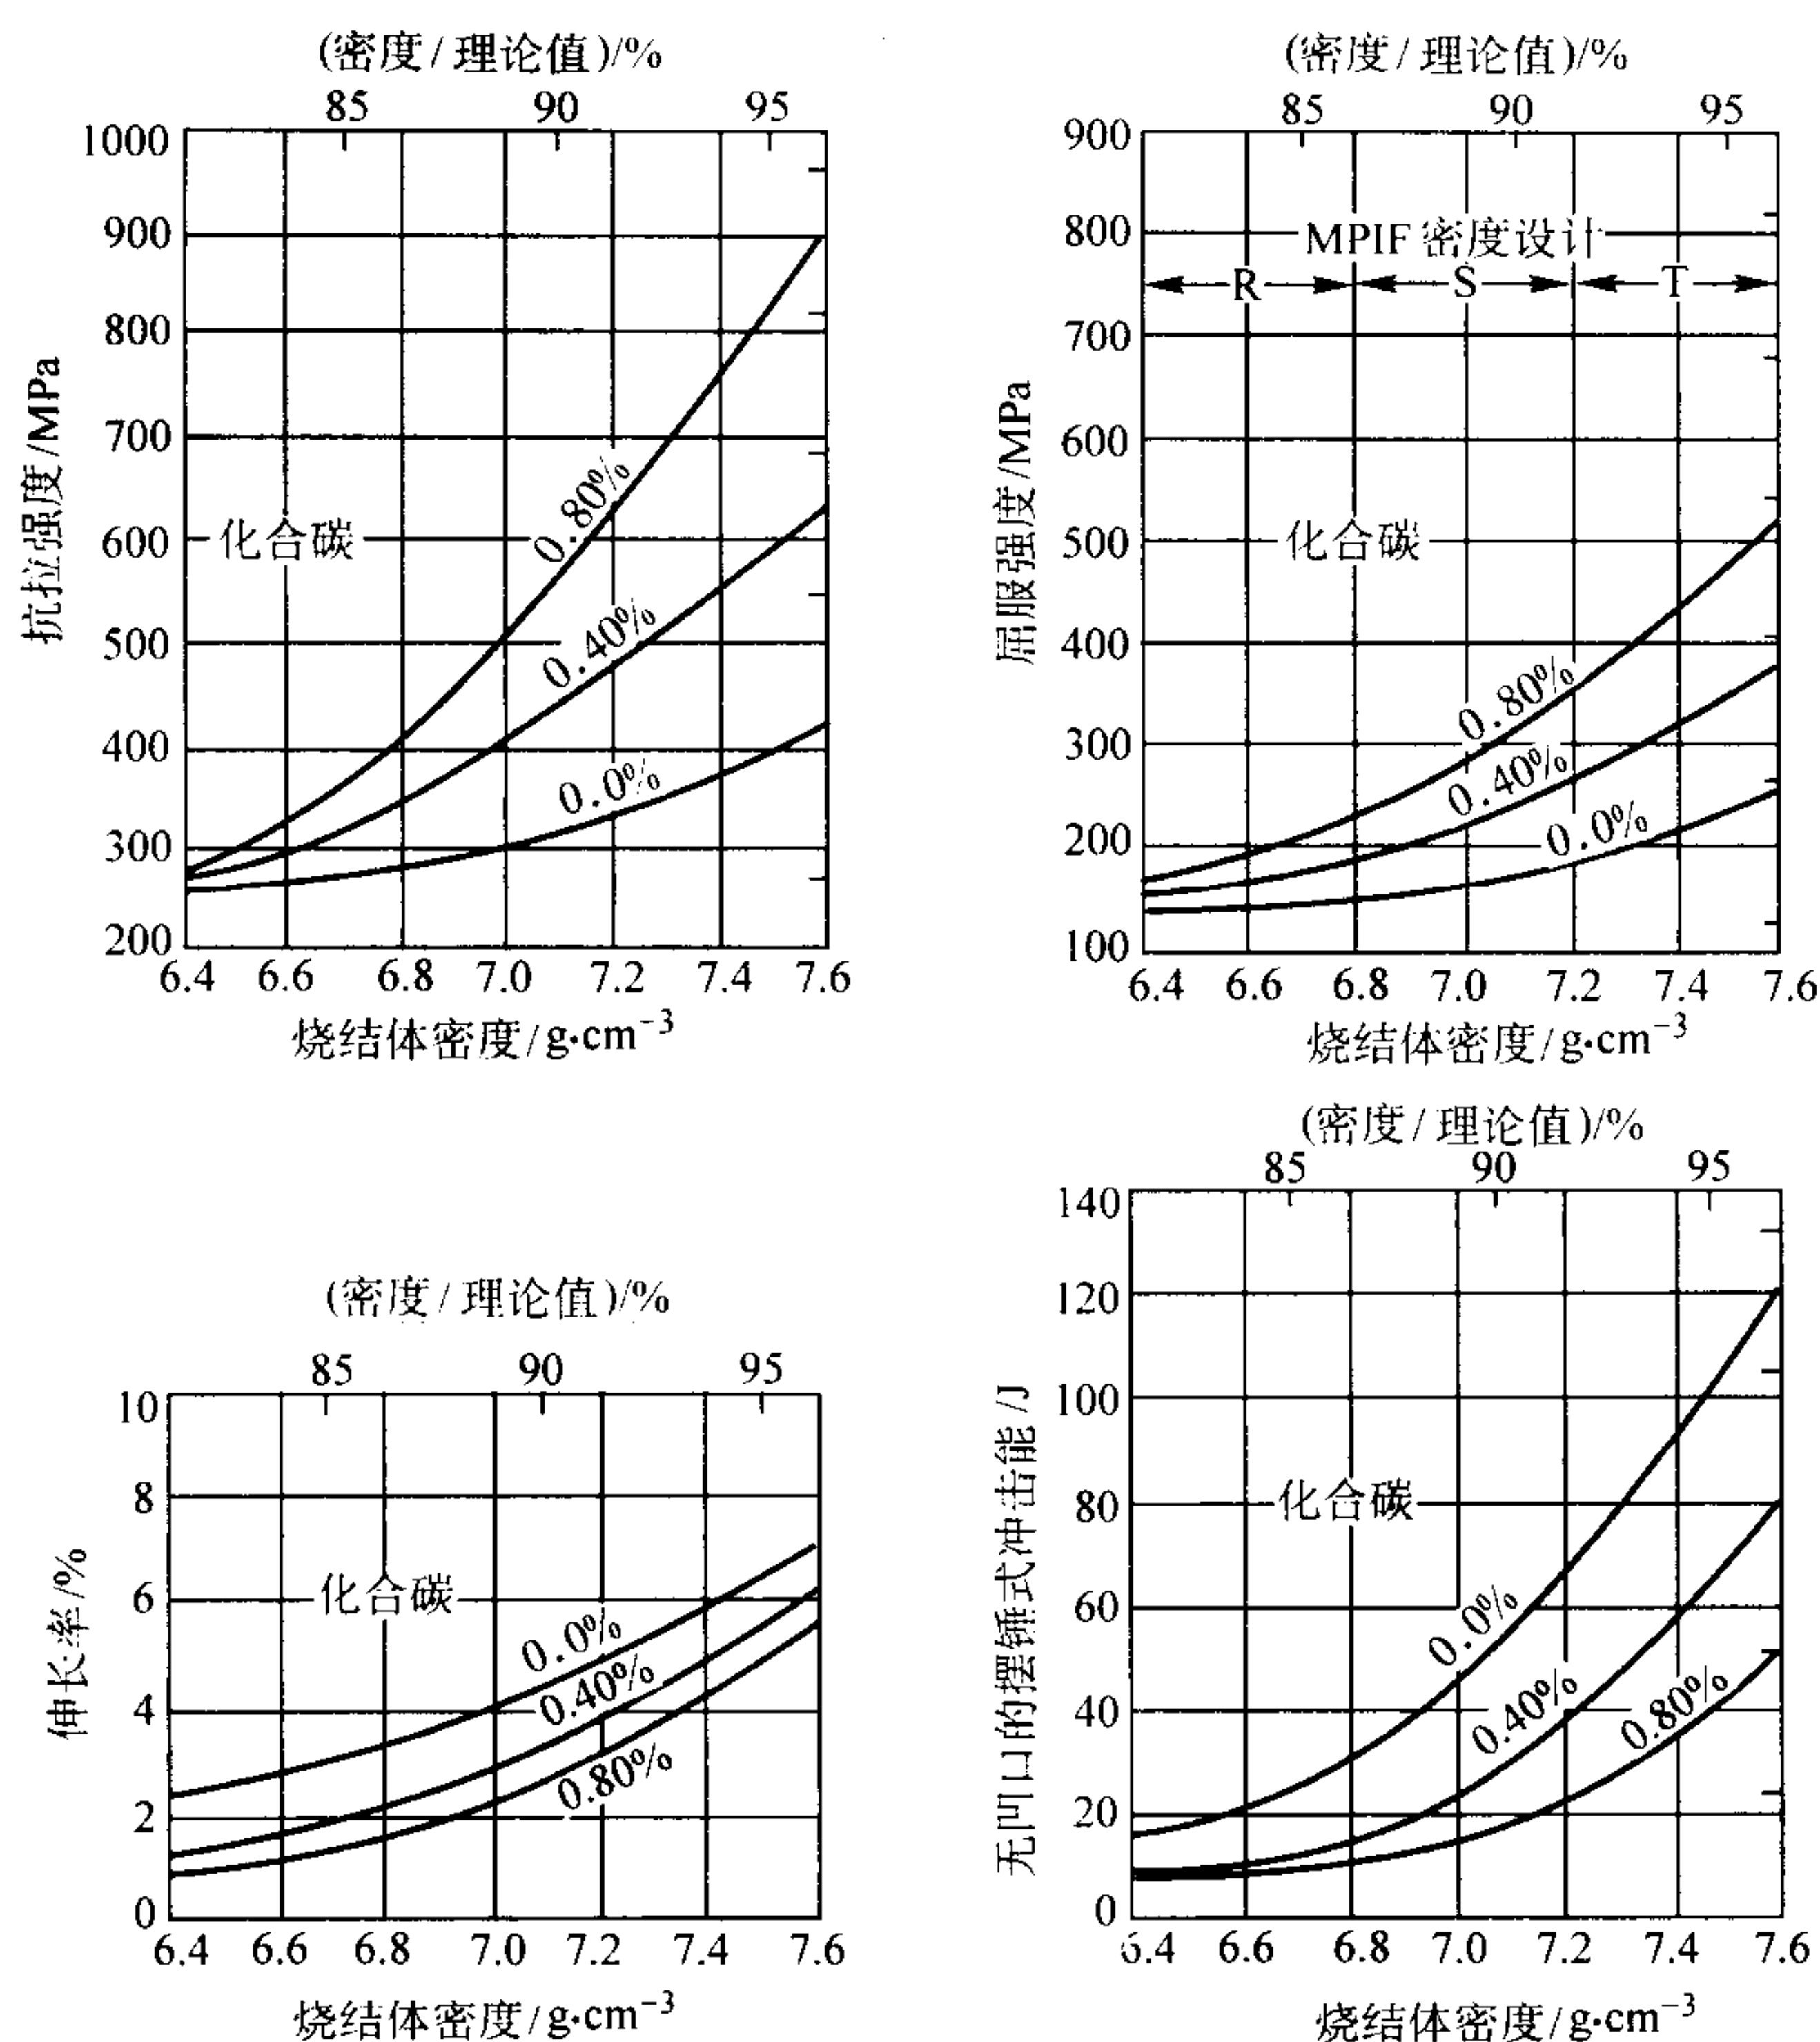 (密度/理论值)/%
85 90 95
1000
900
800
700
600
500
400
300
200
抗拉强度/MPa
化合碳
0.80%
0.40%
0.0%
6.4 6.6 6.8 7.0 7.2 7.4 7.6
烧结体密度/g·cm⁻³
(密度/理论值)/%
85 90 95
900
800
700
600
500
400
300
200
100
屈服强度/MPa
MPIF 密度设计
R S T
化合碳
0.80%
0.40%
0.0%
6.4 6.6 6.8 7.0 7.2 7.4 7.6
烧结体密度/g·cm⁻³
(密度/理论值)/%
85 90 95
10
8
6
4
2
0
伸长率/%
化合碳
0.0%
0.40%
0.80%
6.4 6.6 6.8 7.0 7.2 7.4 7.6
烧结体密度/g·cm⁻³
(密度/理论值)/%
85 90 95
140
120
100
80
60
40
20
0
无凹口的摆锤式冲击能/J
化合碳
0.0%
0.40%
0.80%
6.4 6.6 6.8 7.0 7.2 7.4 7.6
烧结体密度/g·cm⁻³